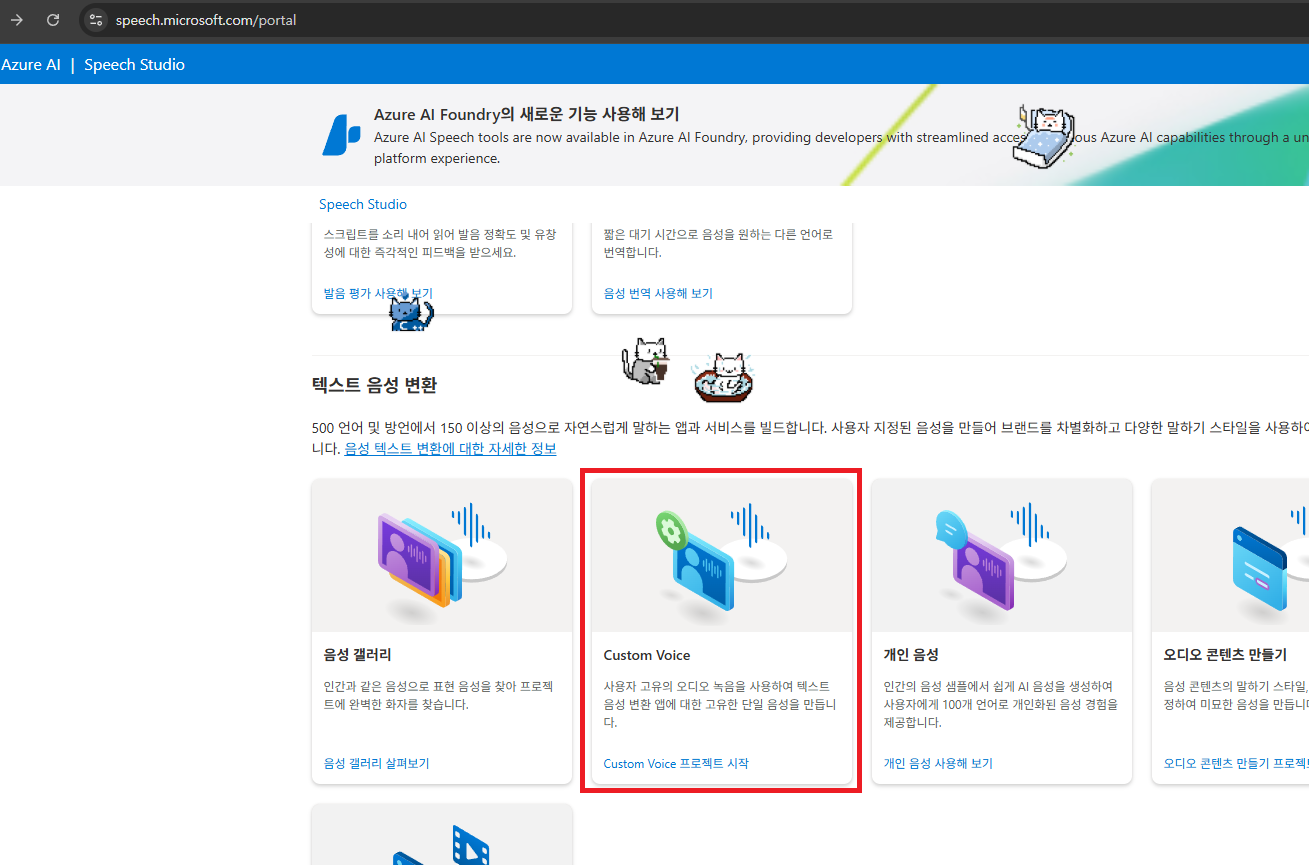 speech.microsoft.com/portal
Azure AI | Speech Studio
Azure AI Foundry의 새로운 기능 사용해 보기
Azure AI Speech tools are now available in Azure AI Foundry, providing developers with streamlined acce ous Azure AI capabilities through a un
platform experience.
Speech Studio
스크립트를 소리 내어 읽어 발음 정확도 및 유창
성에 대한 즉각적인 피드백을 받으세요.
발음 평가 사용해 보기
짧은 대기 시간으로 음성을 원하는 다른 언어로
번역합니다.
음성 번역 사용해 보기
텍스트 음성 변환
500 언어 및 방언에서 150 이상의 음성으로 자연스럽게 말하는 앱과 서비스를 빌드합니다. 사용자 지정된 음성을 만들어 브랜드를 차별화하고 다양한 말하기 스타일을 사용하여
니다. 음성 텍스트 변환에 대한 자세한 정보
음성 갤러리
인간과 같은 음성으로 표현 음성을 찾아 프로젝
트에 완벽한 화자를 찾습니다.
음성 갤러리 살펴보기
Custom Voice
사용자 고유의 오디오 녹음을 사용하여 텍스트
음성 변환 앱에 대한 고유한 단일 음성을 만듭니
다.
Custom Voice 프로젝트 시작
개인 음성
인간의 음성 샘플에서 쉽게 AI 음성을 생성하여
사용자에게 100개 언어로 개인화된 음성 경험을
제공합니다.
개인 음성 사용해 보기
오디오 콘텐츠 만들기
음성 콘텐츠의 말하기 스타일,
정하여 미묘한 음성을 만듭니다
오디오 콘텐츠 만들기 프로젝트